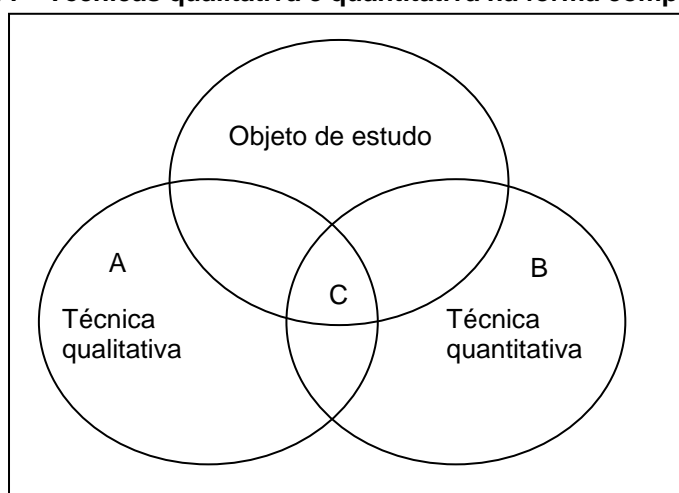 Técnicas qualitativa e quantitativa na forma
Objeto de estudo
A
B
C
Técnica
qualitativa
Técnica
quantitativa